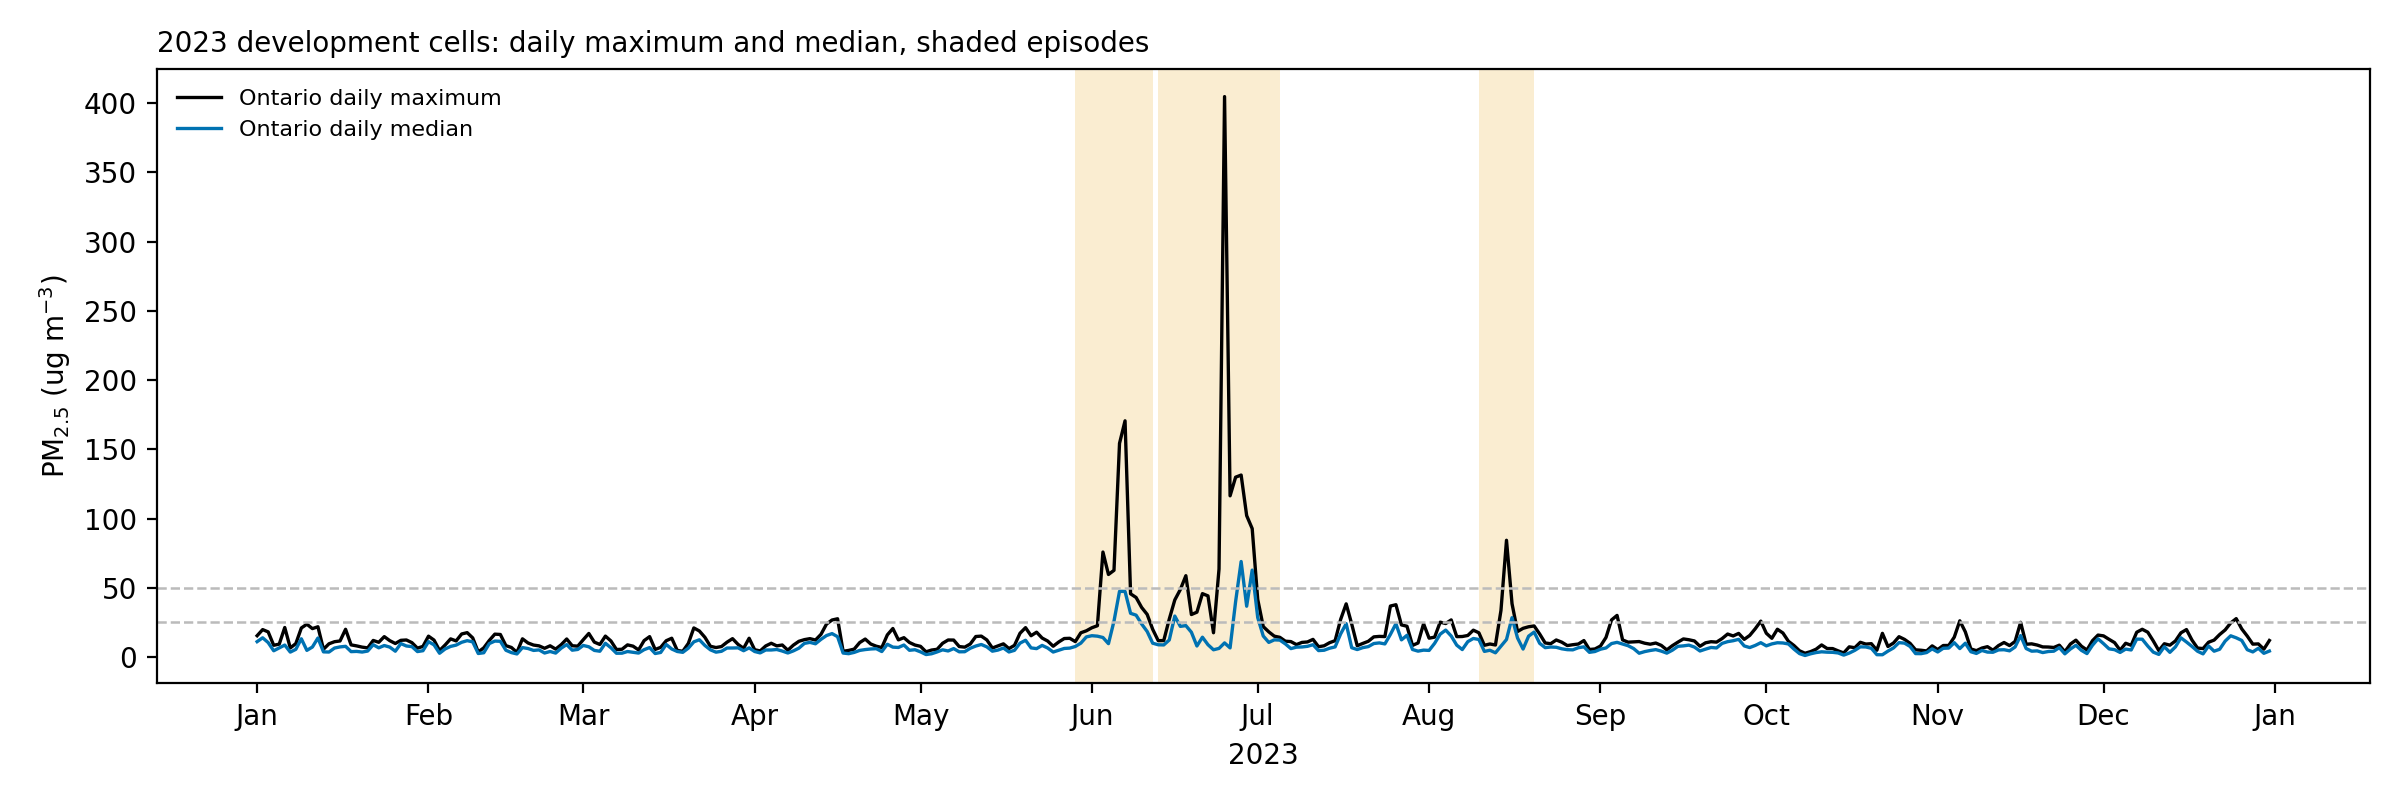 2023 development cells: daily maximum and median, shaded episodes
Ontario daily maximum
Ontario daily median
400
350
300
250
200
150
100
50
0
PM₂.₅ (ug m⁻³)
Jan Feb Mar Apr May Jun Jul Aug Sep Oct Nov Dec Jan
2023